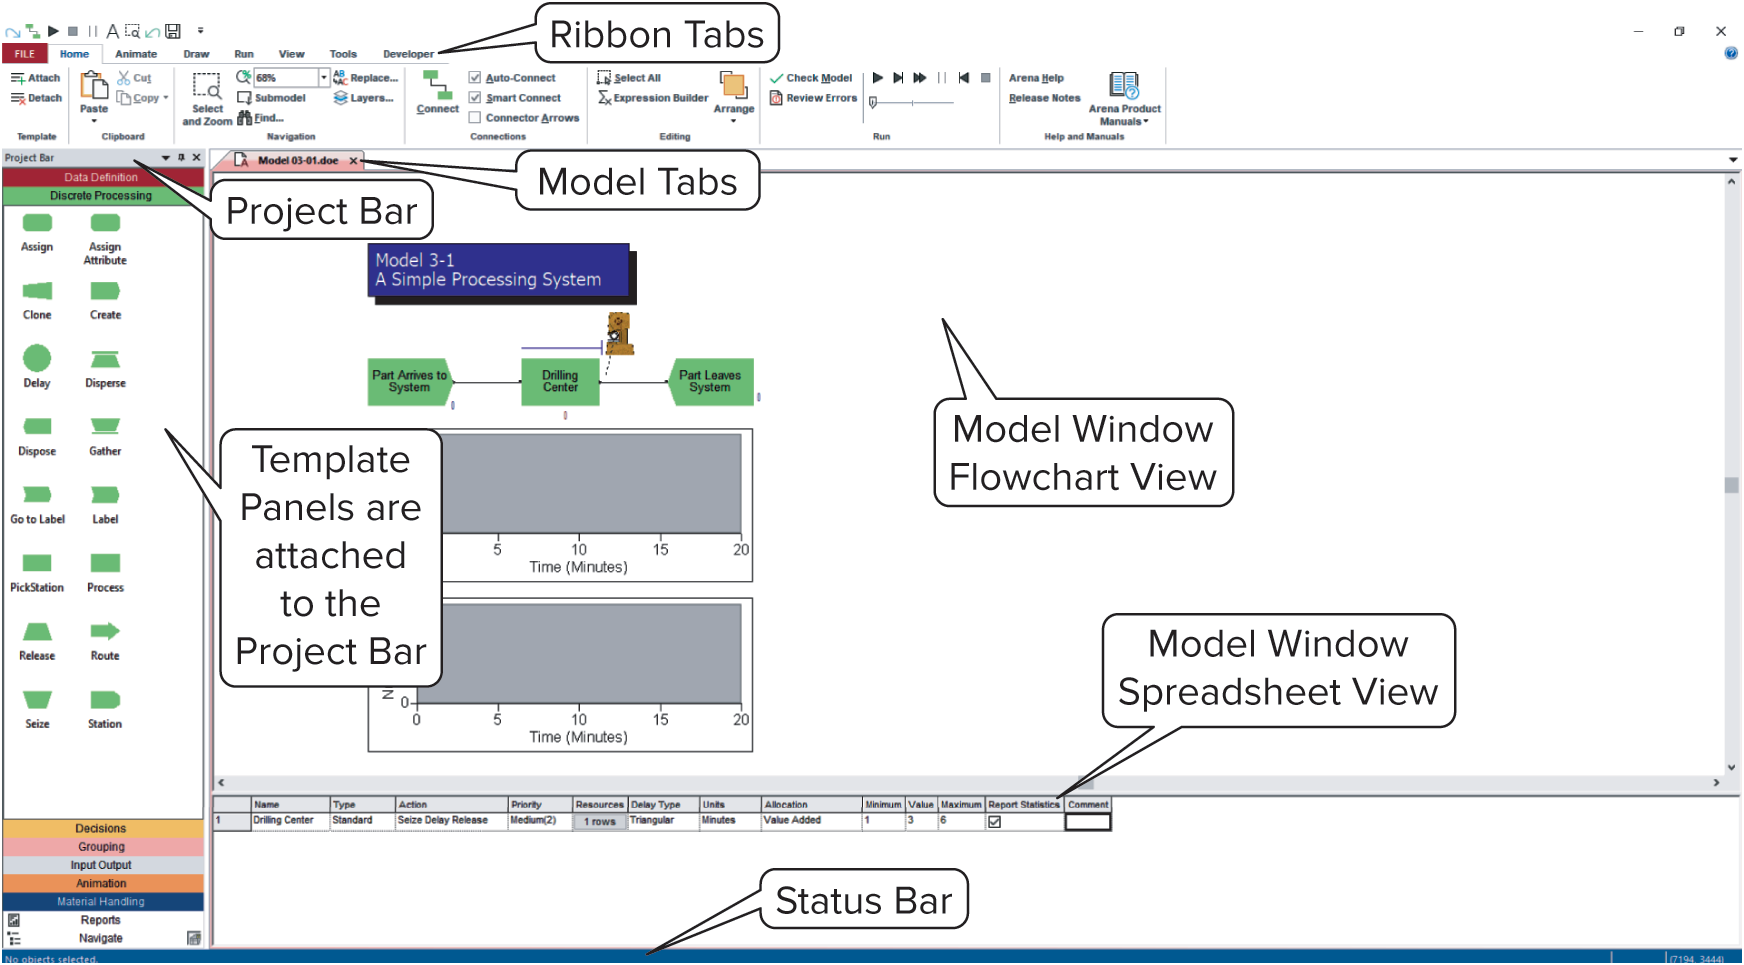 Ribbon Tabs
FILE Home Animate Draw Run View Tools Developer
Attach
Detach
Template
Paste
Cut
Copy
Clipboard
Select
and Zoom
68%
Submodel
Find...
Replace...
Layers...
Navigation
Connect
Auto-Connect
Smart Connect
Connector Arrows
Connections
Select All
Expression Builder
Arrange
Editing
Check Model
Review Errors
Run
Arena Help
Release Notes
Arena Product
Manuals
Help and Manuals
Project Bar
Model 03-01.doe
Model Tabs
Data Definition
Discrete Processing
Project Bar
Assign
Assign
Attribute
Clone
Create
Delay
Disperse
Dispose
Gather
Go to Label
Label
PickStation
Process
Release
Route
Seize
Station
Template
Panels are
attached
to the
Project Bar
Model 3-1
A Simple Processing System
Part Arrives to
System
Drilling
Center
Part Leaves
System
0
0
0
5 10 15 20
Time (Minutes)
0
0 5 10 15 20
Time (Minutes)
Model Window
Flowchart View
Model Window
Spreadsheet View
Name Type Action Priority Resources Delay Type Units Allocation Minimum Value Maximum Report Statistics Comment
1 Drilling Center Standard Seize Delay Release Medium(2) 1 rows Triangular Minutes Value Added 1 3 6
Decisions
Grouping
Input Output
Animation
Material Handling
Reports
Navigate
Status Bar
No objects selected.
(7194, 3444)